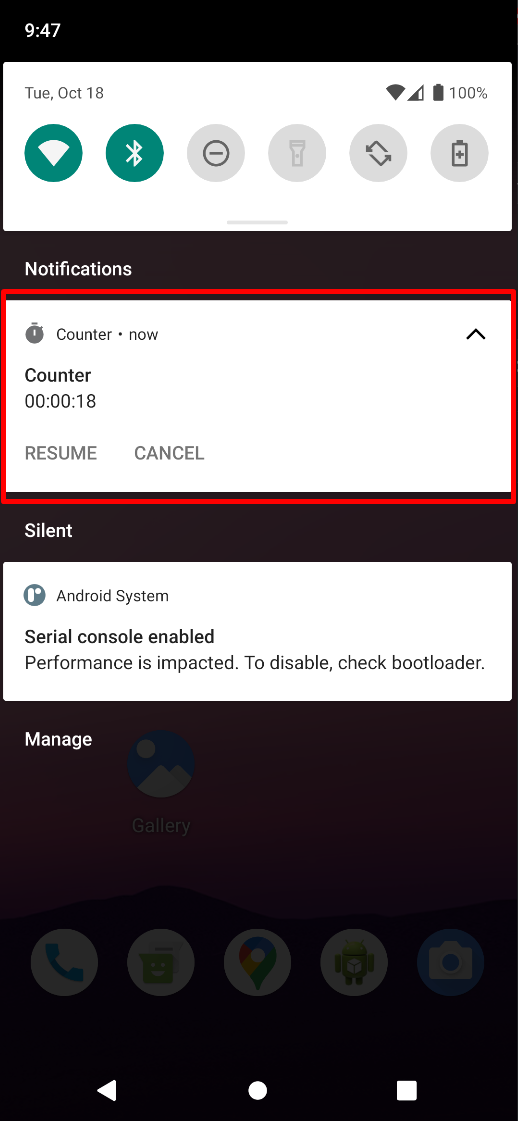 9:47
Tue, Oct 18
100%
Notifications
Counter • now
Counter
00:00:18
RESUME CANCEL
Silent
Android System
Serial console enabled
Performance is impacted. To disable, check bootloader.
Manage
Gallery